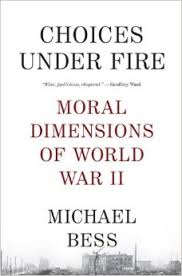 CHOICES
UNDER FIRE
"Wise, judicious, eloquent." —Geoffrey Ward
MORAL
DIMENSIONS
OF WORLD
WAR II
MICHAEL
BESS